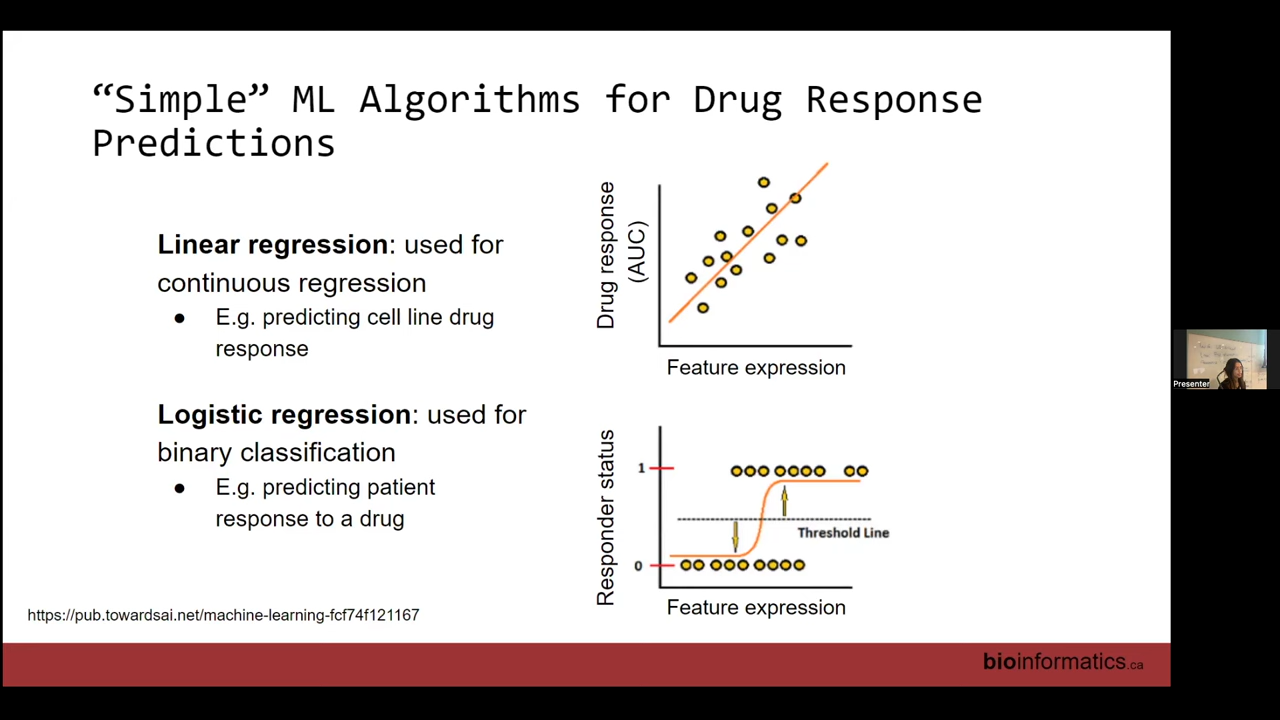 “Simple” ML Algorithms for Drug Response
Predictions
Linear regression: used for
continuous regression
● E.g. predicting cell line drug
response
Logistic regression: used for
binary classification
● E.g. predicting patient
response to a drug
Drug response
(AUC)
Feature expression
Responder status
1
0
Threshold Line
Feature expression
https://pub.towardsai.net/machine-learning-fcf74f121167
bioinformatics.ca
Presenter